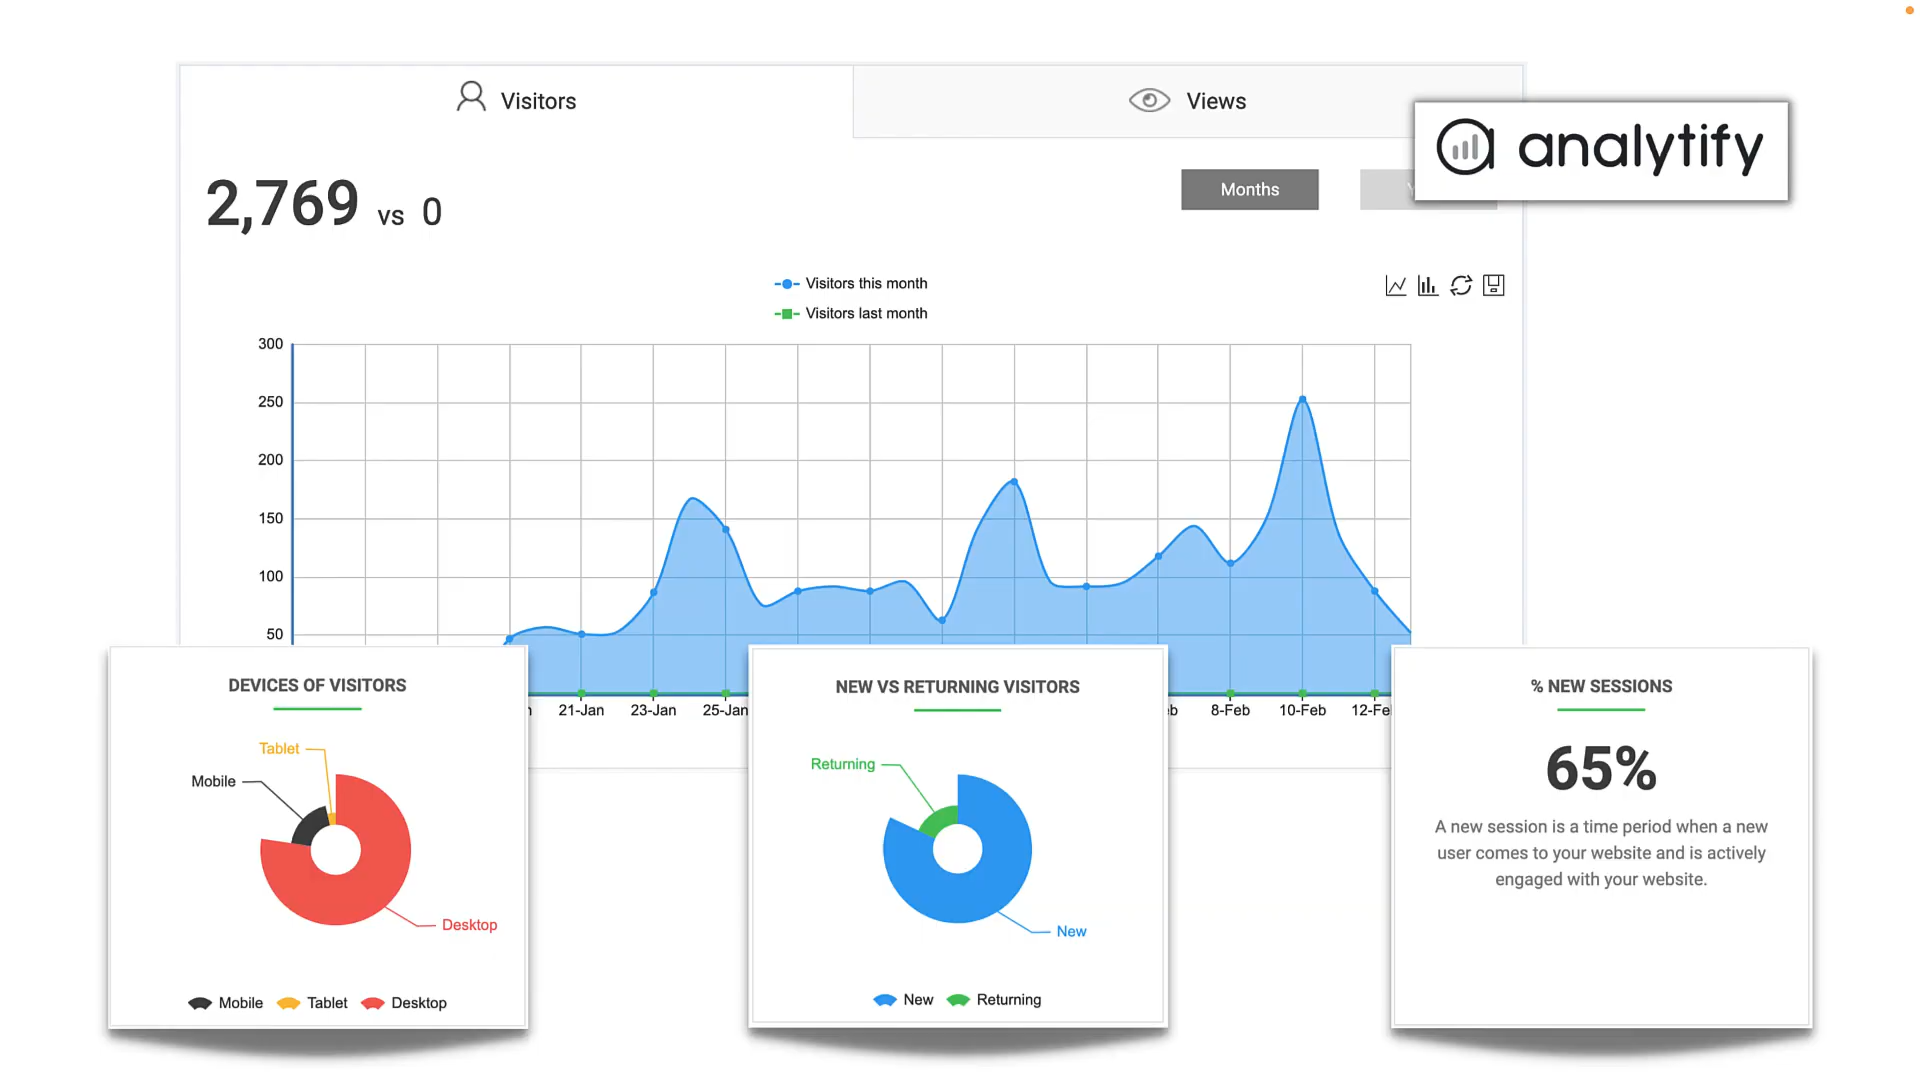 Visitors
Views
analytify
2,769 vs 0
Months
Visitors this month
Visitors last month
300
250
200
150
100
50
21-Jan
23-Jan
25-Jan
8-Feb
10-Feb
DEVICES OF VISITORS
Tablet
Mobile
Desktop
Mobile Tablet Desktop
NEW VS RETURNING VISITORS
Returning
New
New Returning
% NEW SESSIONS
65%
A new session is a time period when a new
user comes to your website and is actively
engaged with your website.